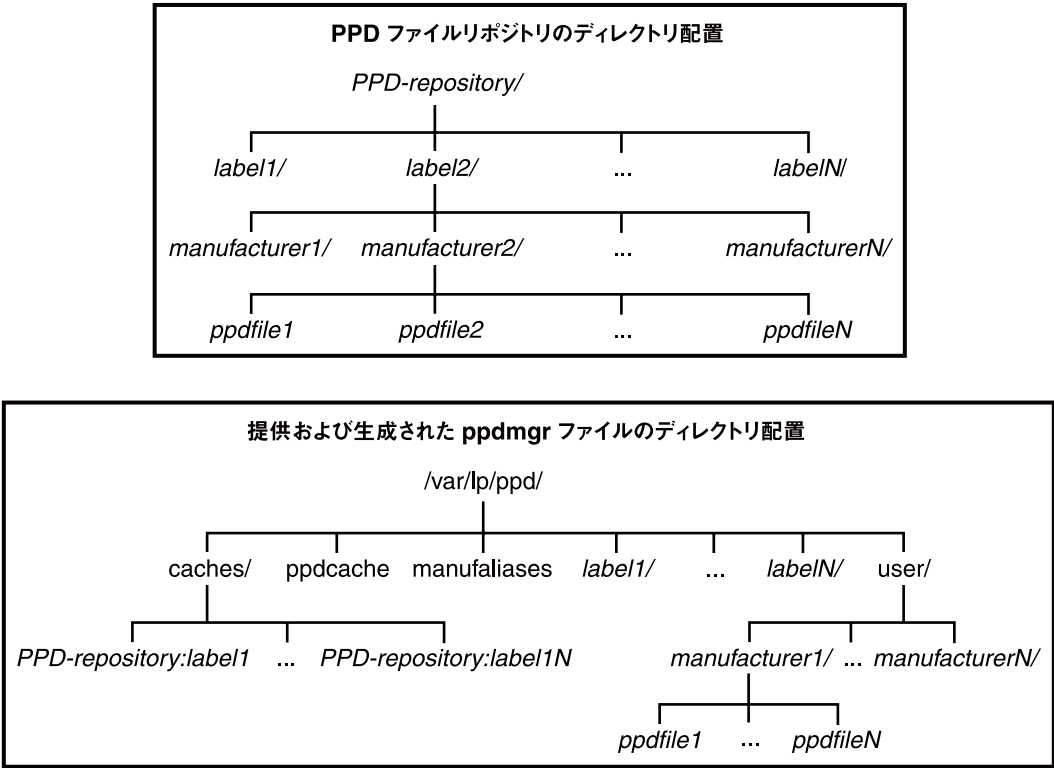 PPD ファイルリポジトリのディレクトリ配置
PPD-repository/
label1/ label2/ ... labelN/
manufacturer1/ manufacturer2/ ... manufacturerN/
ppdfile1 ppdfile2 ... ppdfileN
提供および生成された ppdmgr ファイルのディレクトリ配置
/var/lp/ppd/
caches/ ppdcache manufaliases label1/ ... labelN/ user/
PPD-repository:label1 ... PPD-repository:label1N manufacturer1/ ... manufacturerN/
ppdfile1 ... ppdfileN